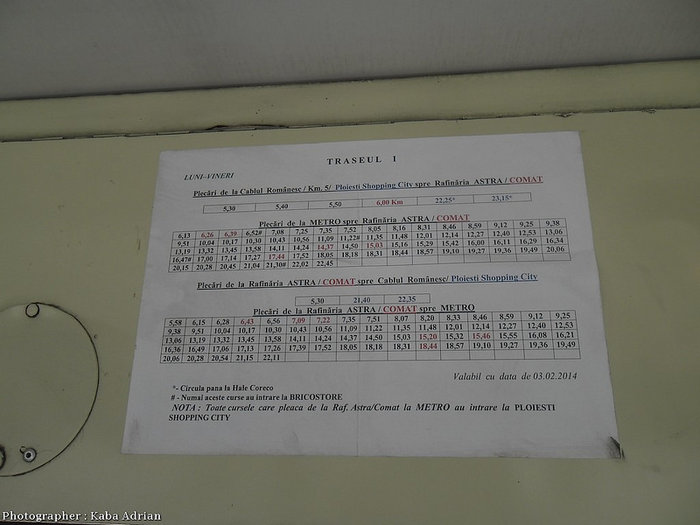 TRASEUL I
LUNI-VINERI
Plecări de la Cablul Românesc / Km. 5/ Ploiesti Shopping City spre Rafinăria ASTRA / COMAT
5,30 5,40 5,50 6,00 Km 22,25* 23,15*
Plecări de la METRO spre Rafinăria ASTRA / COMAT
6,13 6,26 6,39 6,52# 7,08 7,25 7,35 7,52 8,05 8,16 8,31 8,46 8,59 9,12 9,25 9,38
9,51 10,04 10,17 10,30 10,43 10,56 11,09 11,22# 11,35 11,48 12,01 12,14 12,27 12,40 12,53 13,06
13,19 13,32 13,45 13,58 14,11 14,24 14,37 14,50 15,03 15,16 15,29 15,42 16,00 16,11 16,29 16,34
16,47# 17,00 17,14 17,27 17,44 17,52 18,05 18,18 18,31 18,44 18,57 19,10 19,27 19,36 19,49 20,06
20,15 20,28 20,45 21,04 21,30# 22,02 22,45
Plecări de la Rafinăria ASTRA / COMAT spre Cablul Românesc/ Ploiesti Shopping City
5,30 21,40 22,35
Plecări de la Rafinăria ASTRA / COMAT spre METRO
5,58 6,15 6,28 6,43 6,56 7,09 7,22 7,35 7,51 8,07 8,20 8,33 8,46 8,59 9,12 9,25
9,38 9,51 10,04 10,17 10,30 10,43 10,56 11,09 11,22 11,35 11,48 12,01 12,14 12,27 12,40 12,53
13,06 13,19 13,32 13,45 13,58 14,11 14,24 14,37 14,50 15,03 15,20 15,32 15,46 15,55 16,08 16,21
16,36 16,49 17,06 17,13 17,26 17,39 17,52 18,05 18,18 18,31 18,44 18,57 19,10 19,27 19,36 19,49
20,06 20,28 20,54 21,15 22,11
Valabil cu data de 03.02.2014
*- Circula pana la Hale Coreco
# - Numai aceste curse au intrare la BRICOSTORE
NOTA : Toate cursele care pleaca de la Raf. Astra/Comat la METRO au intrare la PLOIESTI
SHOPPING CITY
Photographer : Kaba Adrian